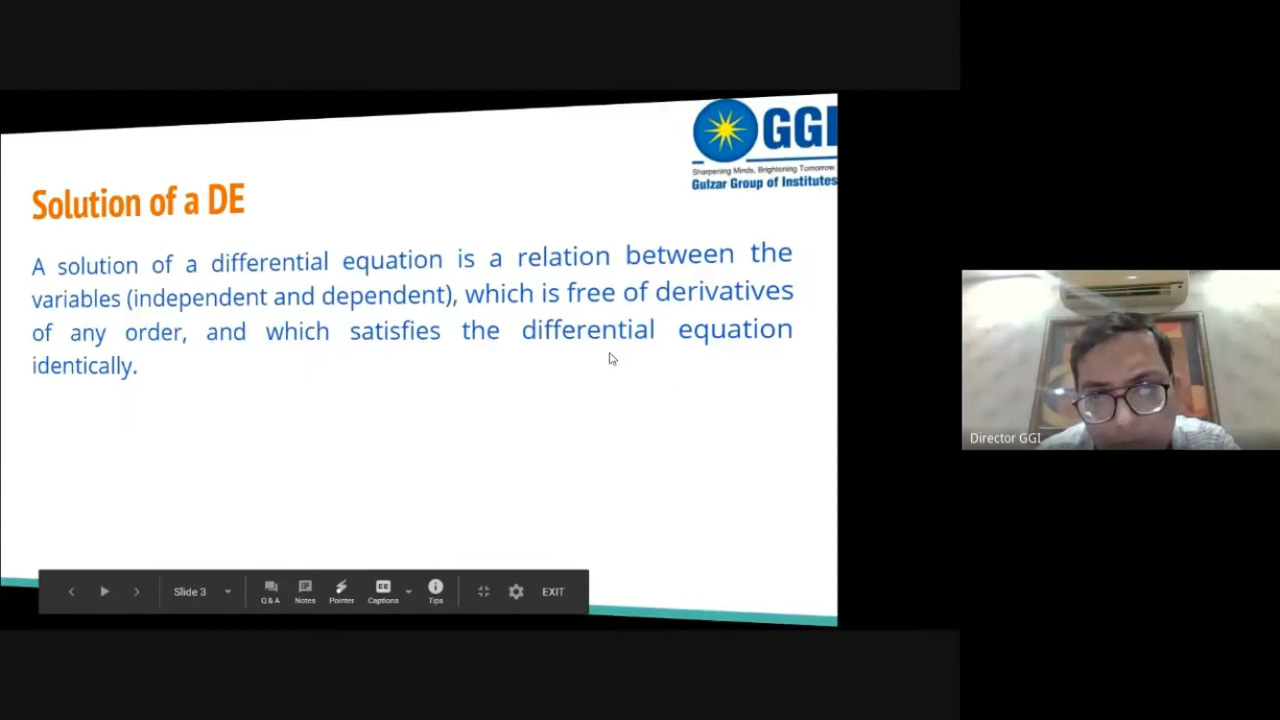 GGI
Sharpening Minds, Brightening Tomorrow
Gulzar Group of Institutes
Solution of a DE
A solution of a differential equation is a relation between the
variables (independent and dependent), which is free of derivatives
of any order, and which satisfies the differential equation
identically.
Director GGI
Slide 3
Q & A
Notes
Pointer
Captions
Tips
EXIT